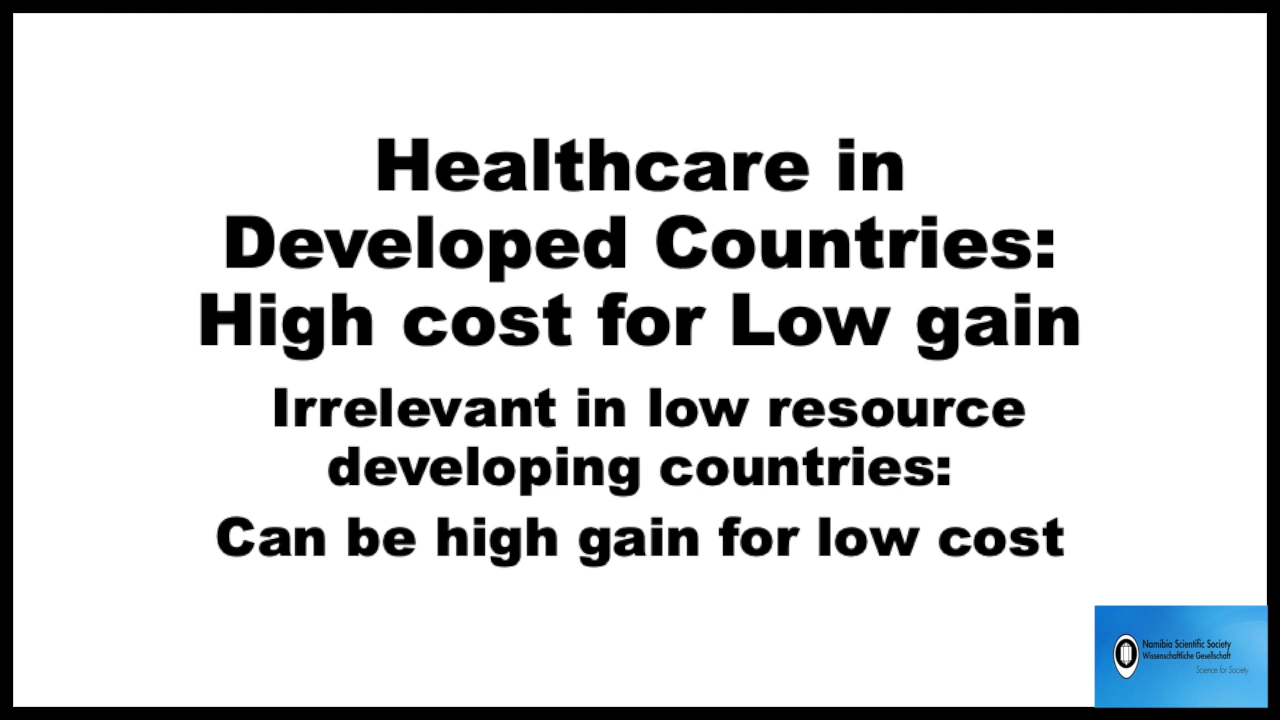 Healthcare in
Developed Countries:
High cost for Low gain
Irrelevant in low resource
developing countries:
Can be high gain for low cost
Namibia Scientific Society
Wissenschaftliche Gesellschaft
Science for Society